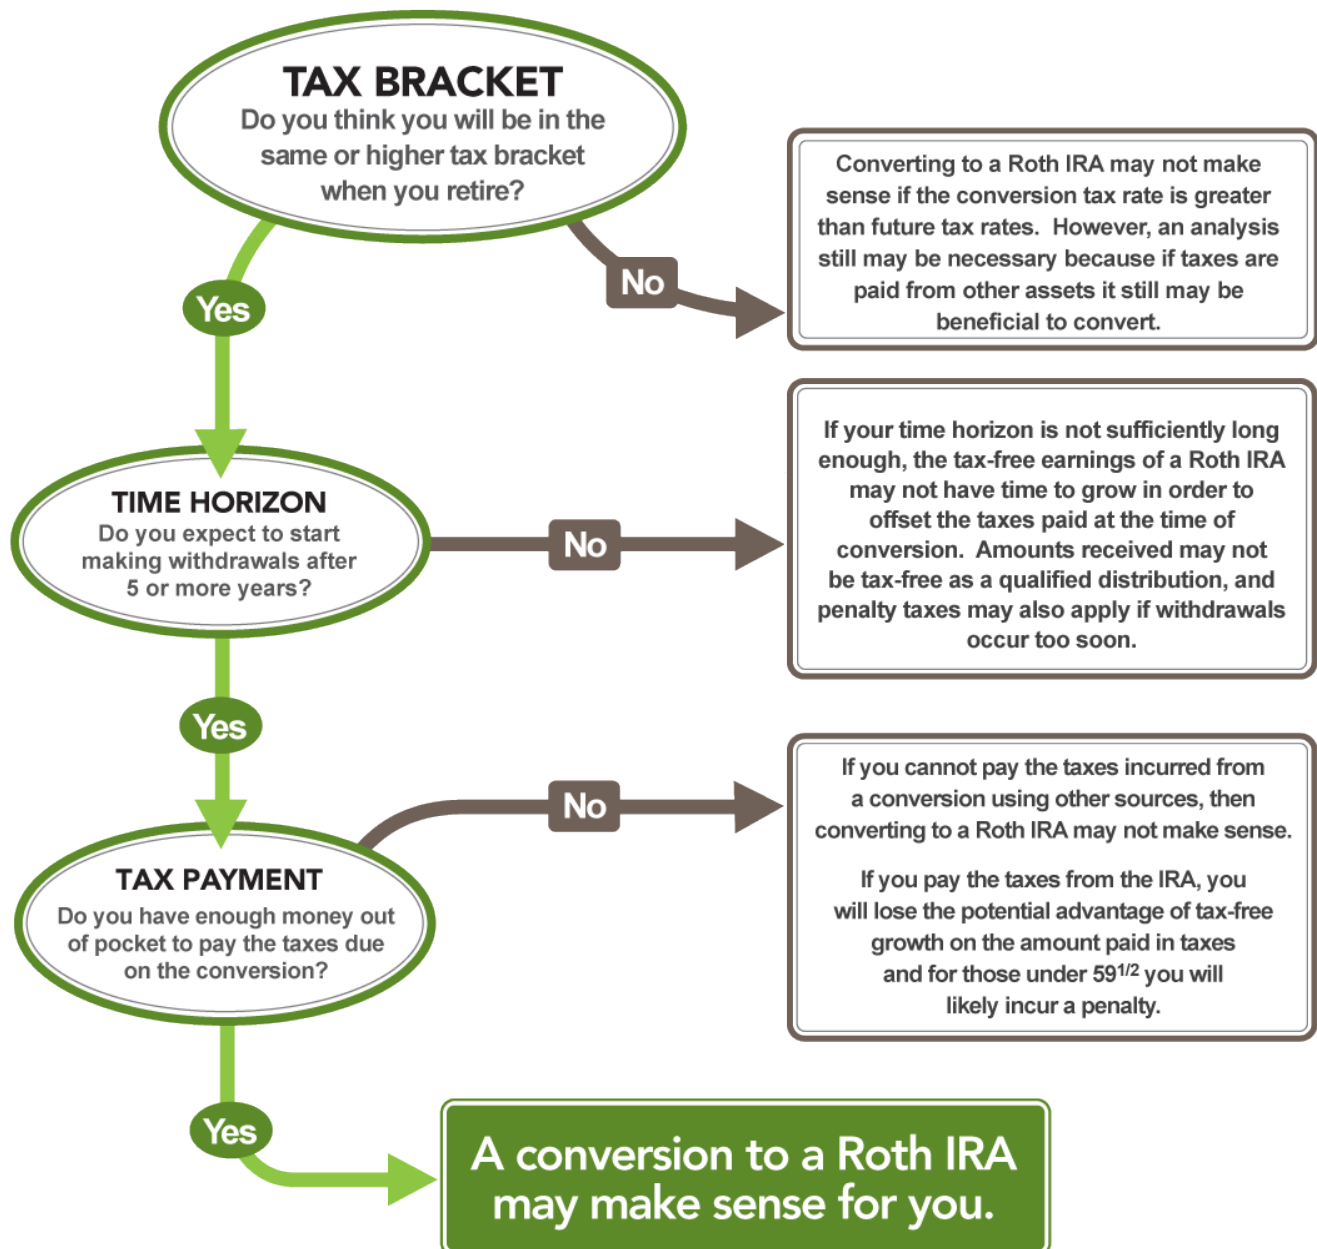 TAX BRACKET
Do you think you will be in the
same or higher tax bracket
when you retire?
No
Converting to a Roth IRA may not make
sense if the conversion tax rate is greater
than future tax rates.  However, an analysis
still may be necessary because if taxes are
paid from other assets it still may be
beneficial to convert.
Yes
TIME HORIZON
Do you expect to start
making withdrawals after
5 or more years?
No
If your time horizon is not sufficiently long
enough, the tax-free earnings of a Roth IRA
may not have time to grow in order to
offset the taxes paid at the time of
conversion.  Amounts received may not
be tax-free as a qualified distribution, and
penalty taxes may also apply if withdrawals
occur too soon.
Yes
TAX PAYMENT
Do you have enough money out
of pocket to pay the taxes due
on the conversion?
No
If you cannot pay the taxes incurred from
a conversion using other sources, then
converting to a Roth IRA may not make sense.
If you pay the taxes from the IRA, you
will lose the potential advantage of tax-free
growth on the amount paid in taxes
and for those under 59 1/2 you will
likely incur a penalty.
Yes
A conversion to a Roth IRA
may make sense for you.